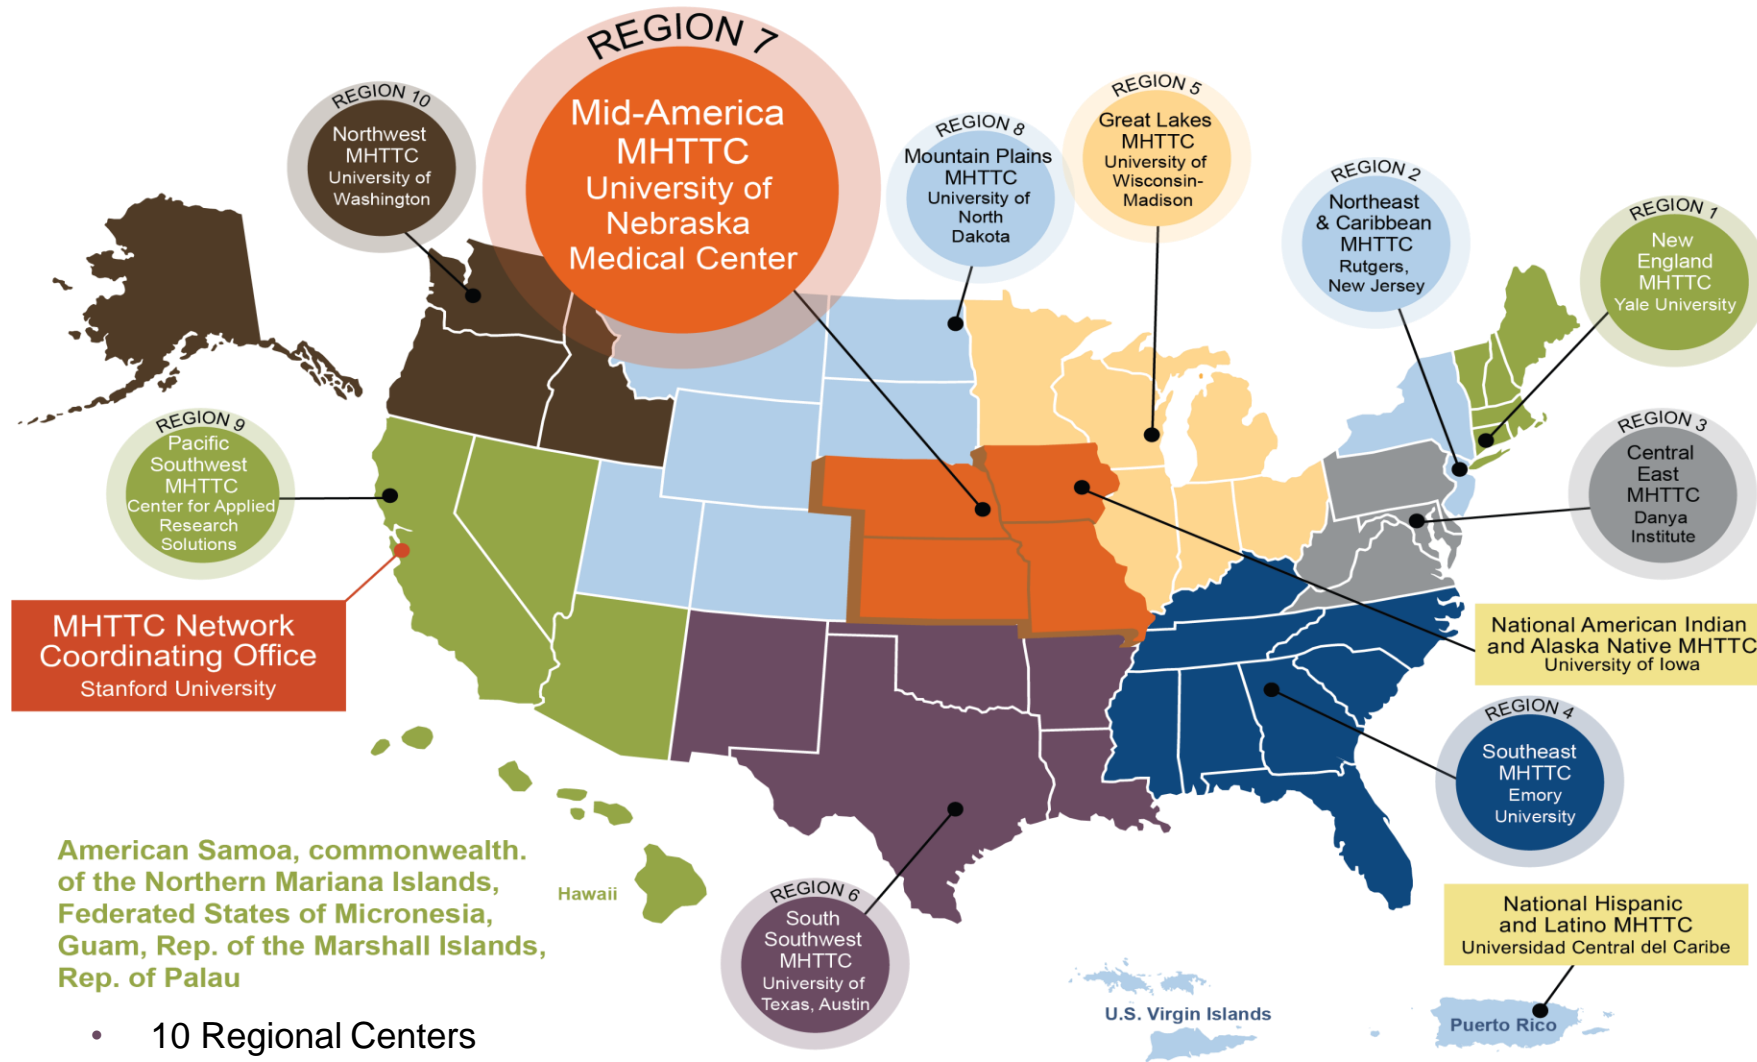 REGION 7
Mid-America
MHTTC
University of
Nebraska
Medical Center
REGION 10
Northwest
MHTTC
University of
Washington
REGION 8
Mountain Plains
MHTTC
University of
North
Dakota
REGION 5
Great Lakes
MHTTC
University of
Wisconsin-
Madison
REGION 2
Northeast
& Caribbean
MHTTC
Rutgers,
New Jersey
REGION 1
New
England
MHTTC
Yale University
REGION 9
Pacific
Southwest
MHTTC
Center for Applied
Research
Solutions
REGION 3
Central
East
MHTTC
Danya
Institute
MHTTC Network
Coordinating Office
Stanford University
National American Indian
and Alaska Native MHTTC
University of Iowa
REGION 4
Southeast
MHTTC
Emory
University
American Samoa, commonwealth.
of the Northern Mariana Islands,
Federated States of Micronesia,
Guam, Rep. of the Marshall Islands,
Rep. of Palau
Hawaii
REGION 6
South
Southwest
MHTTC
University of
Texas, Austin
National Hispanic
and Latino MHTTC
Universidad Central del Caribe
U.S. Virgin Islands
Puerto Rico
• 10 Regional Centers